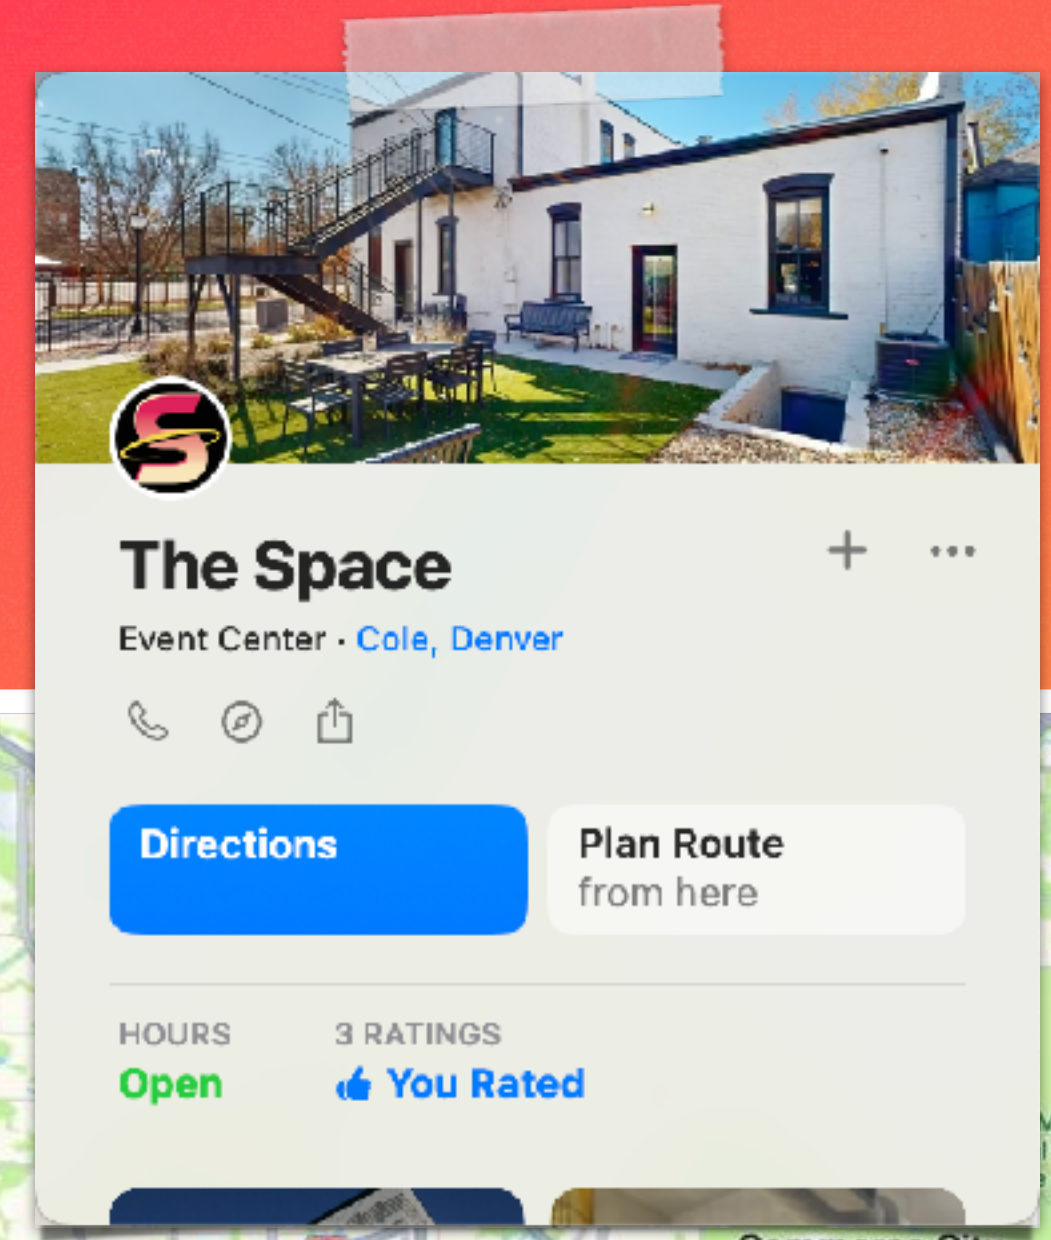 S
The Space
Event Center · Cole, Denver
Directions
Plan Route
from here
HOURS
3 RATINGS
Open
You Rated